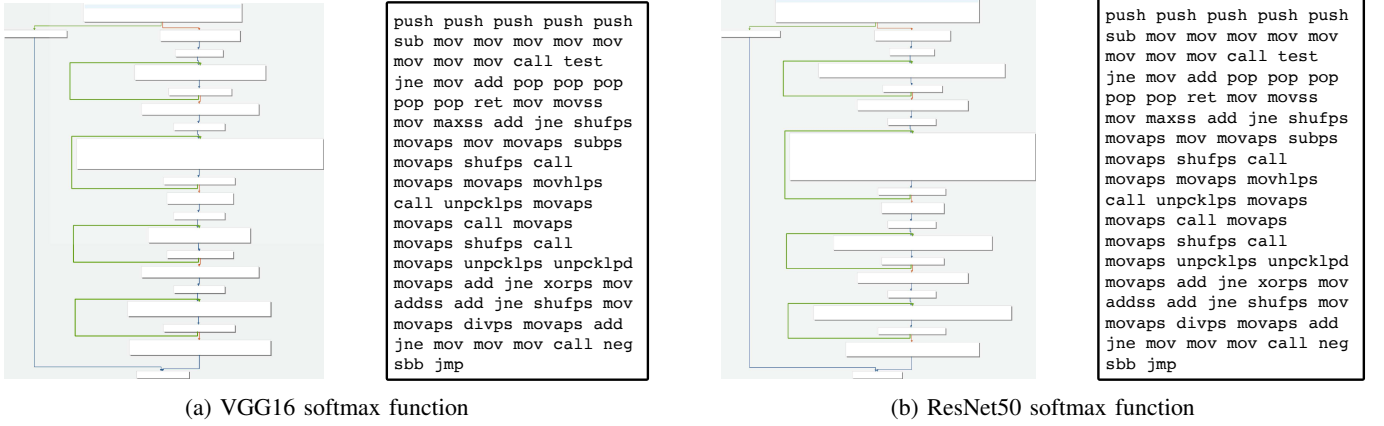 push push push push push
sub mov mov mov mov mov
mov mov mov call test
jne mov add pop pop pop
pop pop ret mov movss
mov maxss add jne shufps
movaps mov movaps subps
movaps shufps call
movaps movaps movhlps
call unpcklps movaps
movaps call movaps
movaps shufps call
movaps unpcklps unpcklpd
movaps add jne xorps mov
addss add jne shufps mov
movaps divps movaps add
jne mov mov mov call neg
sbb jmp
(a) VGG16 softmax function
push push push push push
sub mov mov mov mov mov
mov mov mov call test
jne mov add pop pop pop
pop pop ret mov movss
mov maxss add jne shufps
movaps mov movaps subps
movaps shufps call
movaps movaps movhlps
call unpcklps movaps
movaps call movaps
movaps shufps call
movaps unpcklps unpcklpd
movaps add jne xorps mov
addss add jne shufps mov
movaps divps movaps add
jne mov mov mov call neg
sbb jmp
(b) ResNet50 softmax function